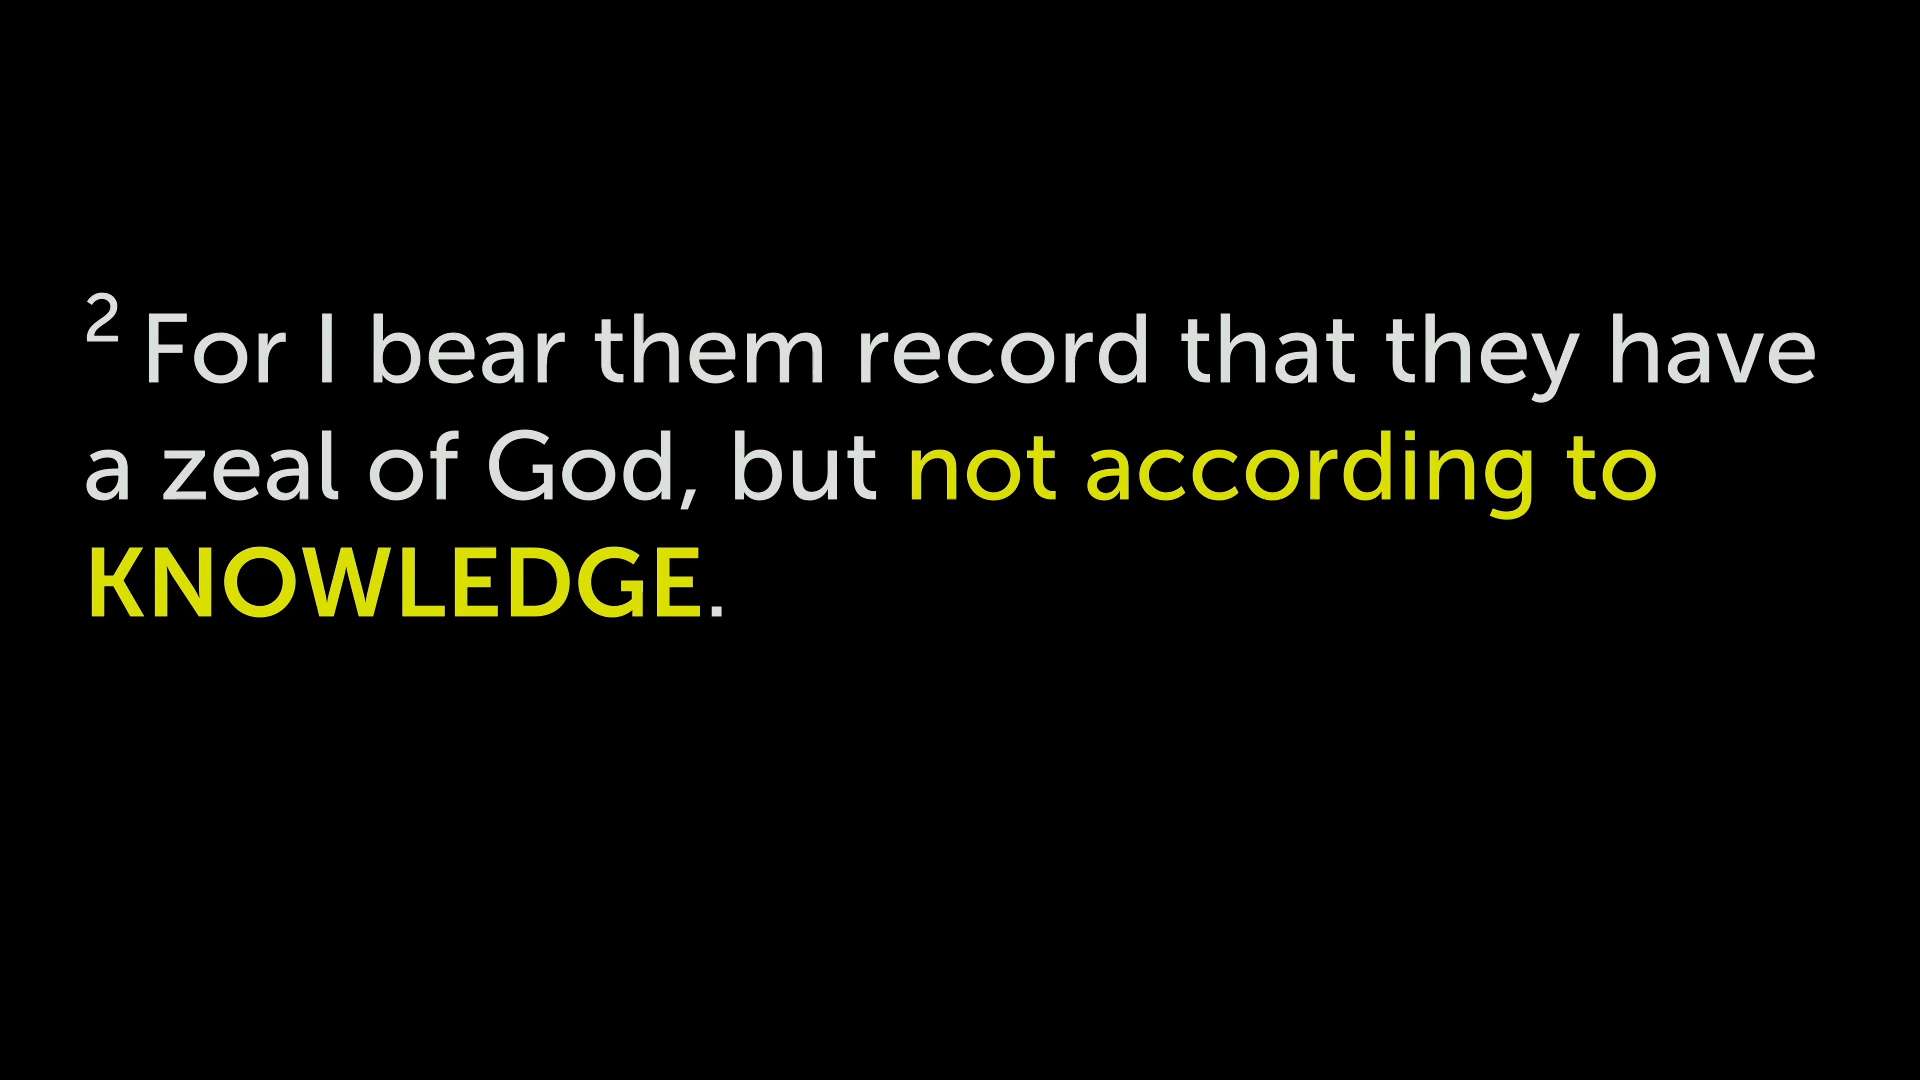 2 For I bear them record that they have
a zeal of God, but not according to
KNOWLEDGE.